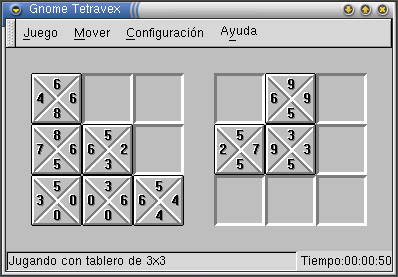 Gnome Tetravex
Juego Mover Configuración Ayuda
6 9
4 6 6 9
8 5
8 5 5 3
7 6 6 2 2 7 9 3
5 3 5 5
5 3 5
3 0 0 6 6 4
0 0 4
Jugando con tablero de 3x3 Tiempo:00:00:50